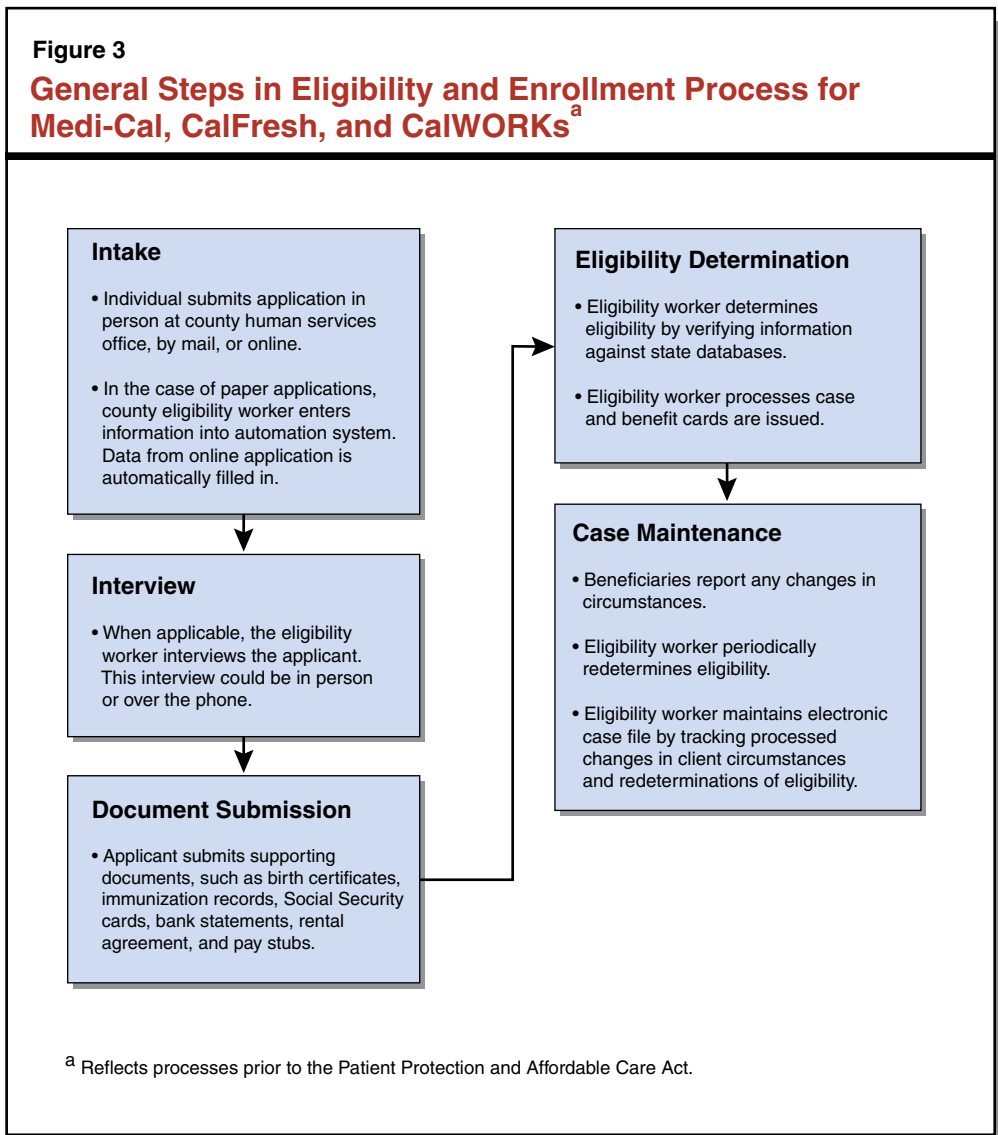 Figure 3
General Steps in Eligibility and Enrollment Process for
Medi-Cal, CalFresh, and CalWORKsa
Intake
• Individual submits application in
person at county human services
office, by mail, or online.
• In the case of paper applications,
county eligibility worker enters
information into automation system.
Data from online application is
automatically filled in.
Interview
• When applicable, the eligibility
worker interviews the applicant.
This interview could be in person
or over the phone.
Document Submission
• Applicant submits supporting
documents, such as birth certificates,
immunization records, Social Security
cards, bank statements, rental
agreement, and pay stubs.
Eligibility Determination
• Eligibility worker determines
eligibility by verifying information
against state databases.
• Eligibility worker processes case
and benefit cards are issued.
Case Maintenance
• Beneficiaries report any changes in
circumstances.
• Eligibility worker periodically
redetermines eligibility.
• Eligibility worker maintains electronic
case file by tracking processed
changes in client circumstances
and redeterminations of eligibility.
a Reflects processes prior to the Patient Protection and Affordable Care Act.